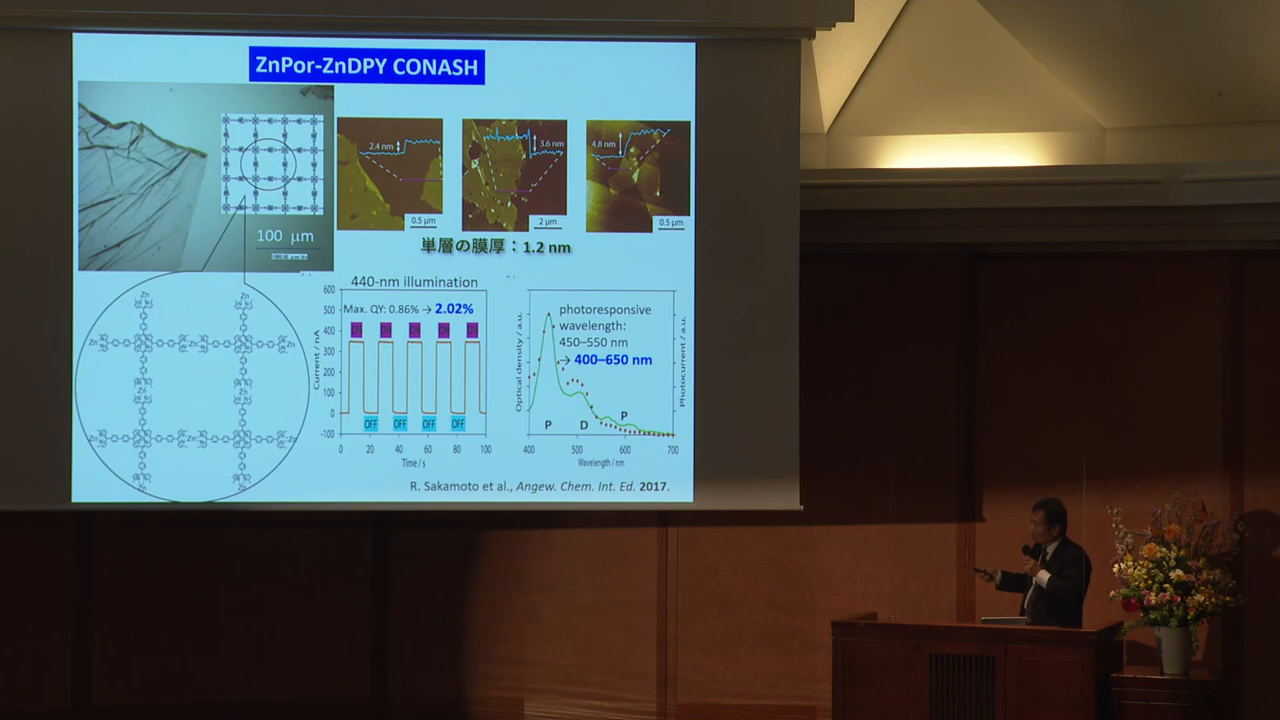 ZnPor-ZnDPY CONASH
100 μm
2.4 nm
0.5 μm
3.6 nm
2 μm
4.8 nm
0.5 μm
単層の膜厚：1.2 nm
440-nm illumination
Max. QY: 0.86% → 2.02%
Current / nA
600
500
400
300
200
100
0
-100
OFF
OFF
OFF
OFF
0
20
40
60
80
100
Time / s
photoresponsive
wavelength:
450–550 nm
→ 400–650 nm
Optical density / a.u.
Photocurrent / a.u.
P
D
P
400
500
600
700
Wavelength / nm
R. Sakamoto et al., Angew. Chem. Int. Ed. 2017.